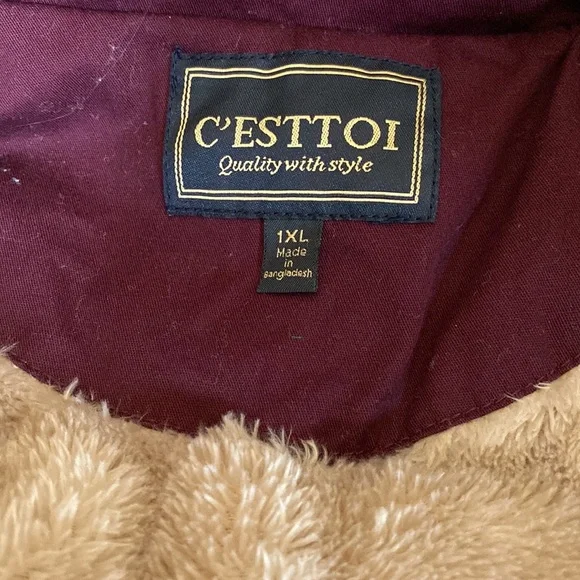 C'ESTTOI
Quality with style
1XL
Made
in
Bangladesh